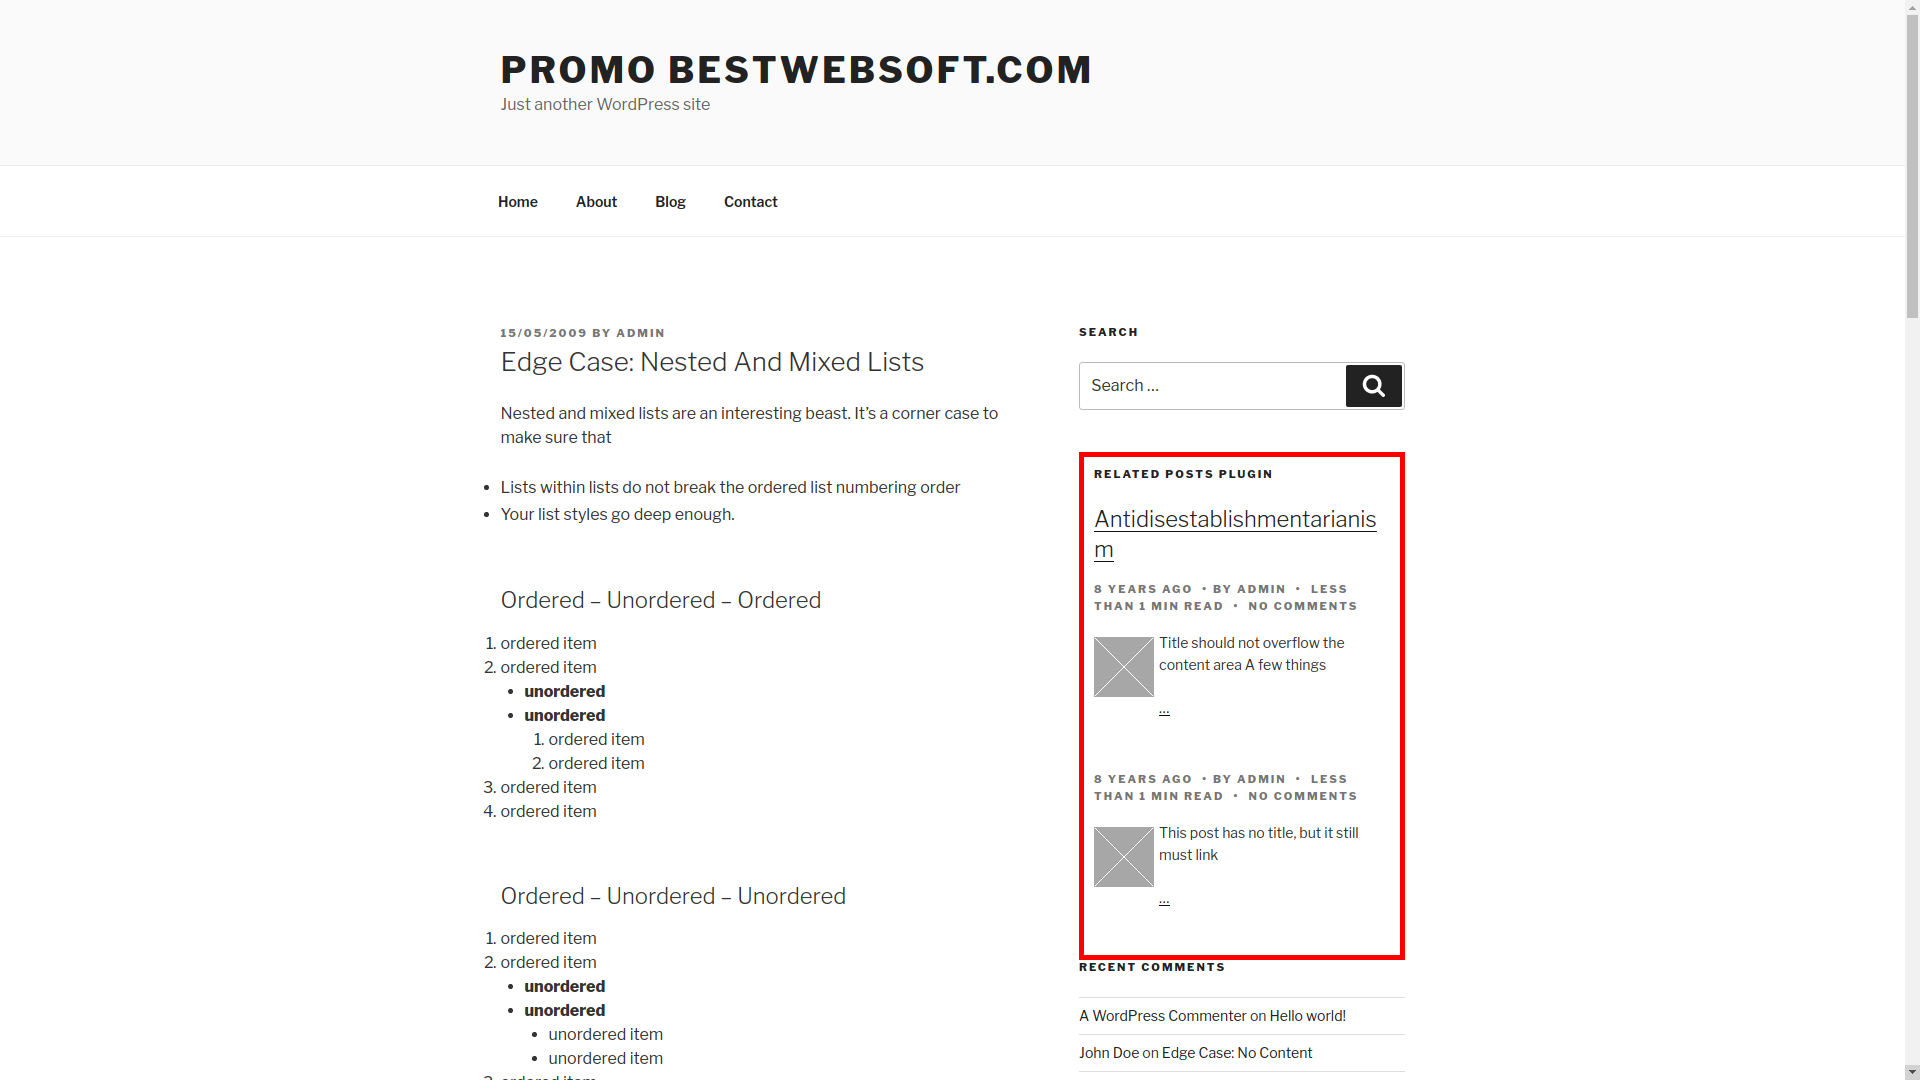 PROMO BESTWEBSOFT.COM
Just another WordPress site
Home About Blog Contact
15/05/2009 BY ADMIN
Edge Case: Nested And Mixed Lists
Nested and mixed lists are an interesting beast. It’s a corner case to
make sure that
• Lists within lists do not break the ordered list numbering order
• Your list styles go deep enough.
Ordered – Unordered – Ordered
1. ordered item
2. ordered item
• unordered
• unordered
1. ordered item
2. ordered item
3. ordered item
4. ordered item
Ordered – Unordered – Unordered
1. ordered item
2. ordered item
• unordered
• unordered
• unordered item
• unordered item
3. ordered item
SEARCH
Search …
RELATED POSTS PLUGIN
Antidisestablishmentarianis
m
8 YEARS AGO • BY ADMIN • LESS
THAN 1 MIN READ • NO COMMENTS
Title should not overflow the
content area A few things
...
8 YEARS AGO • BY ADMIN • LESS
THAN 1 MIN READ • NO COMMENTS
This post has no title, but it still
must link
...
RECENT COMMENTS
A WordPress Commenter on Hello world!
John Doe on Edge Case: No Content